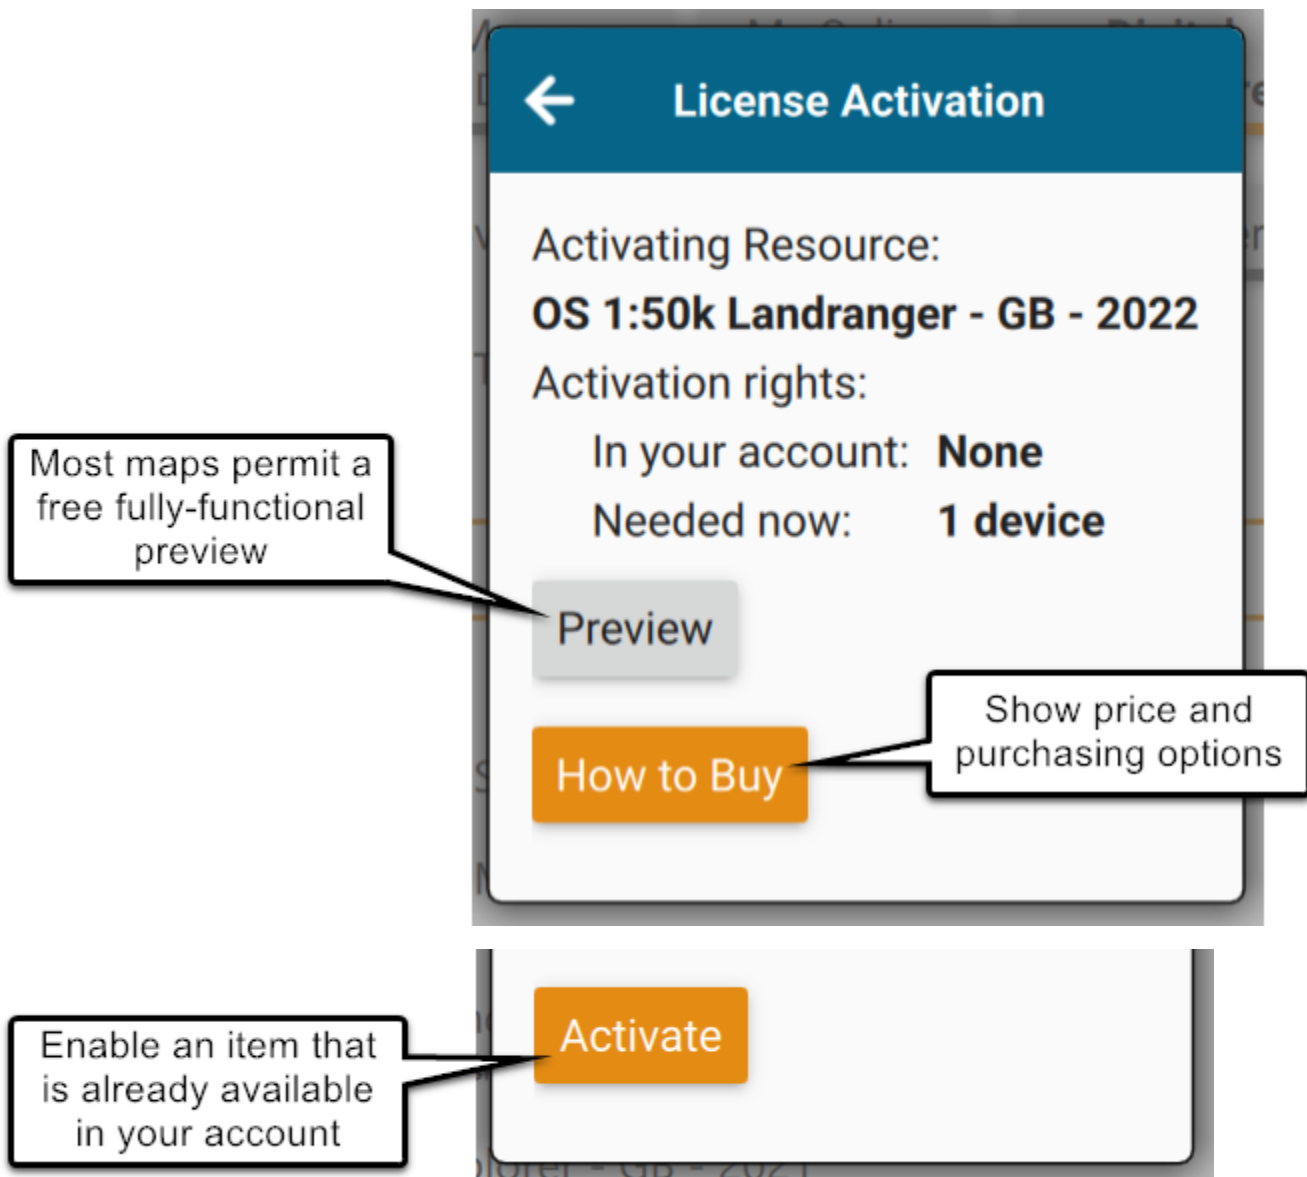 License Activation
Activating Resource:
OS 1:50k Landranger - GB - 2022
Activation rights:
In your account: None
Needed now: 1 device
Most maps permit a
free fully-functional
preview
Preview
Show price and
purchasing options
How to Buy
Activate
Enable an item that
is already available
in your account